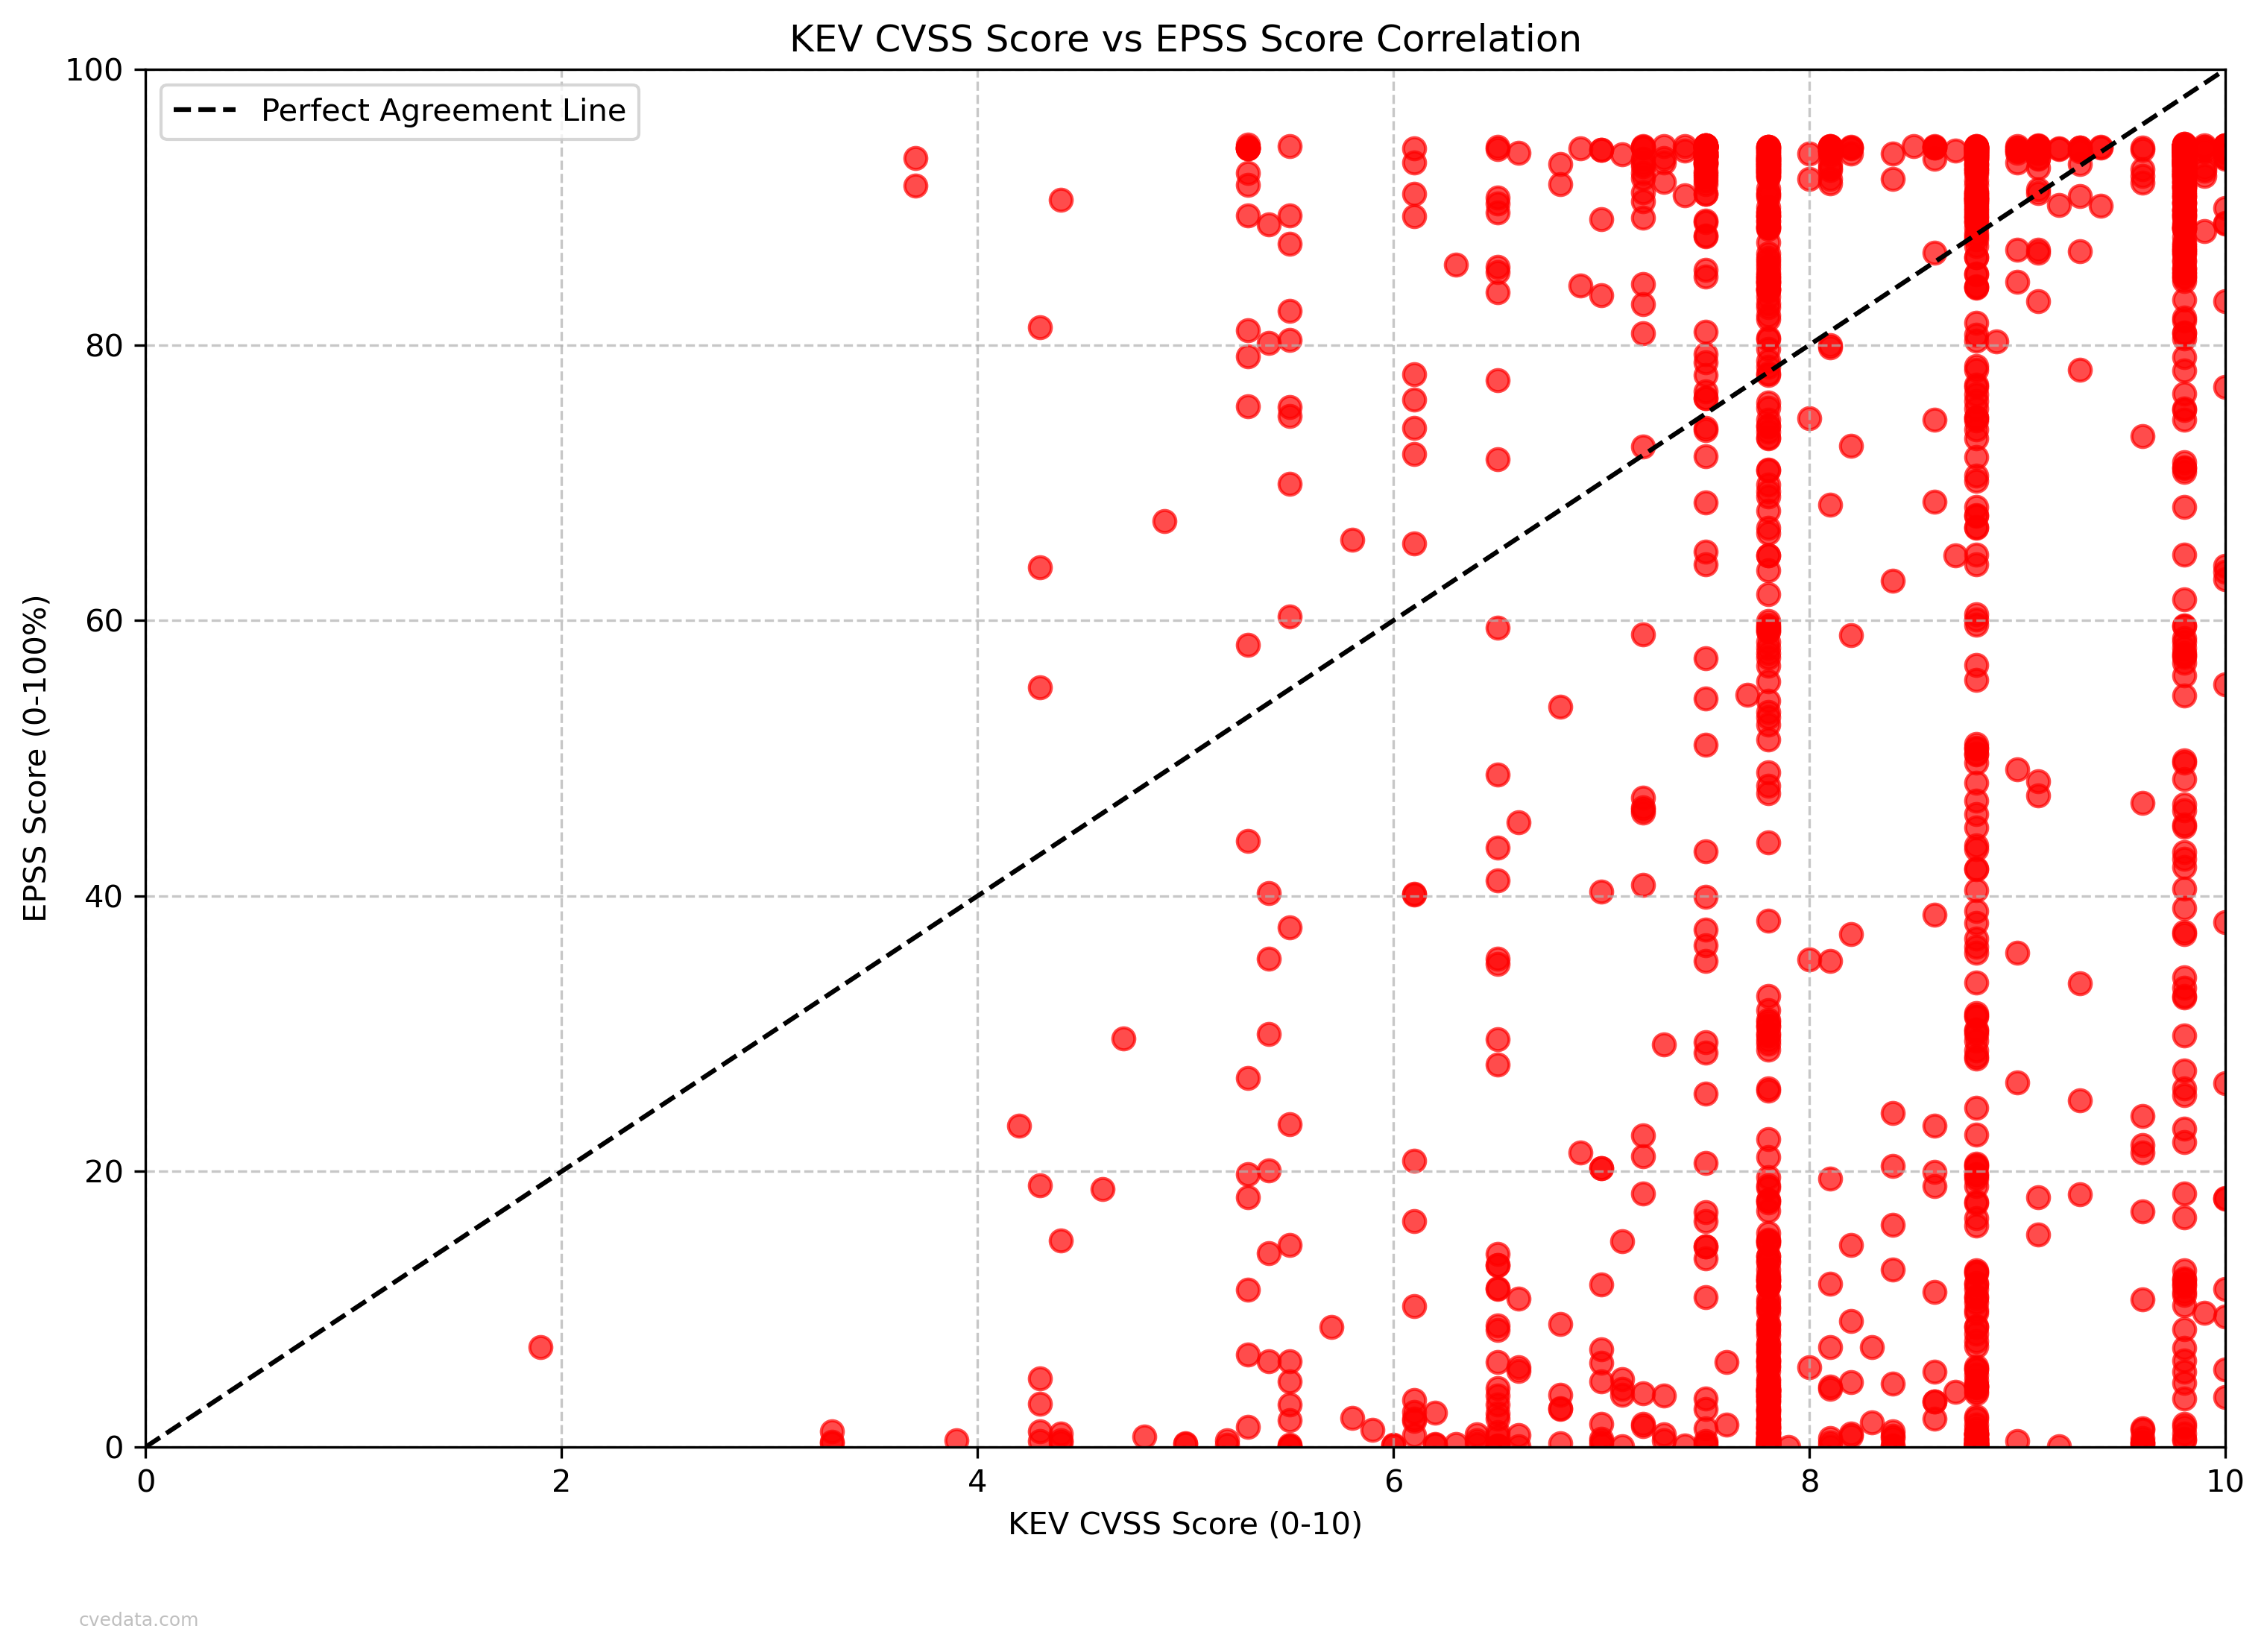 KEV CVSS Score vs EPSS Score Correlation
Perfect Agreement Line
EPSS Score (0-100%)
100
80
60
40
20
0
0 2 4 6 8 10
KEV CVSS Score (0-10)
cvedata.com